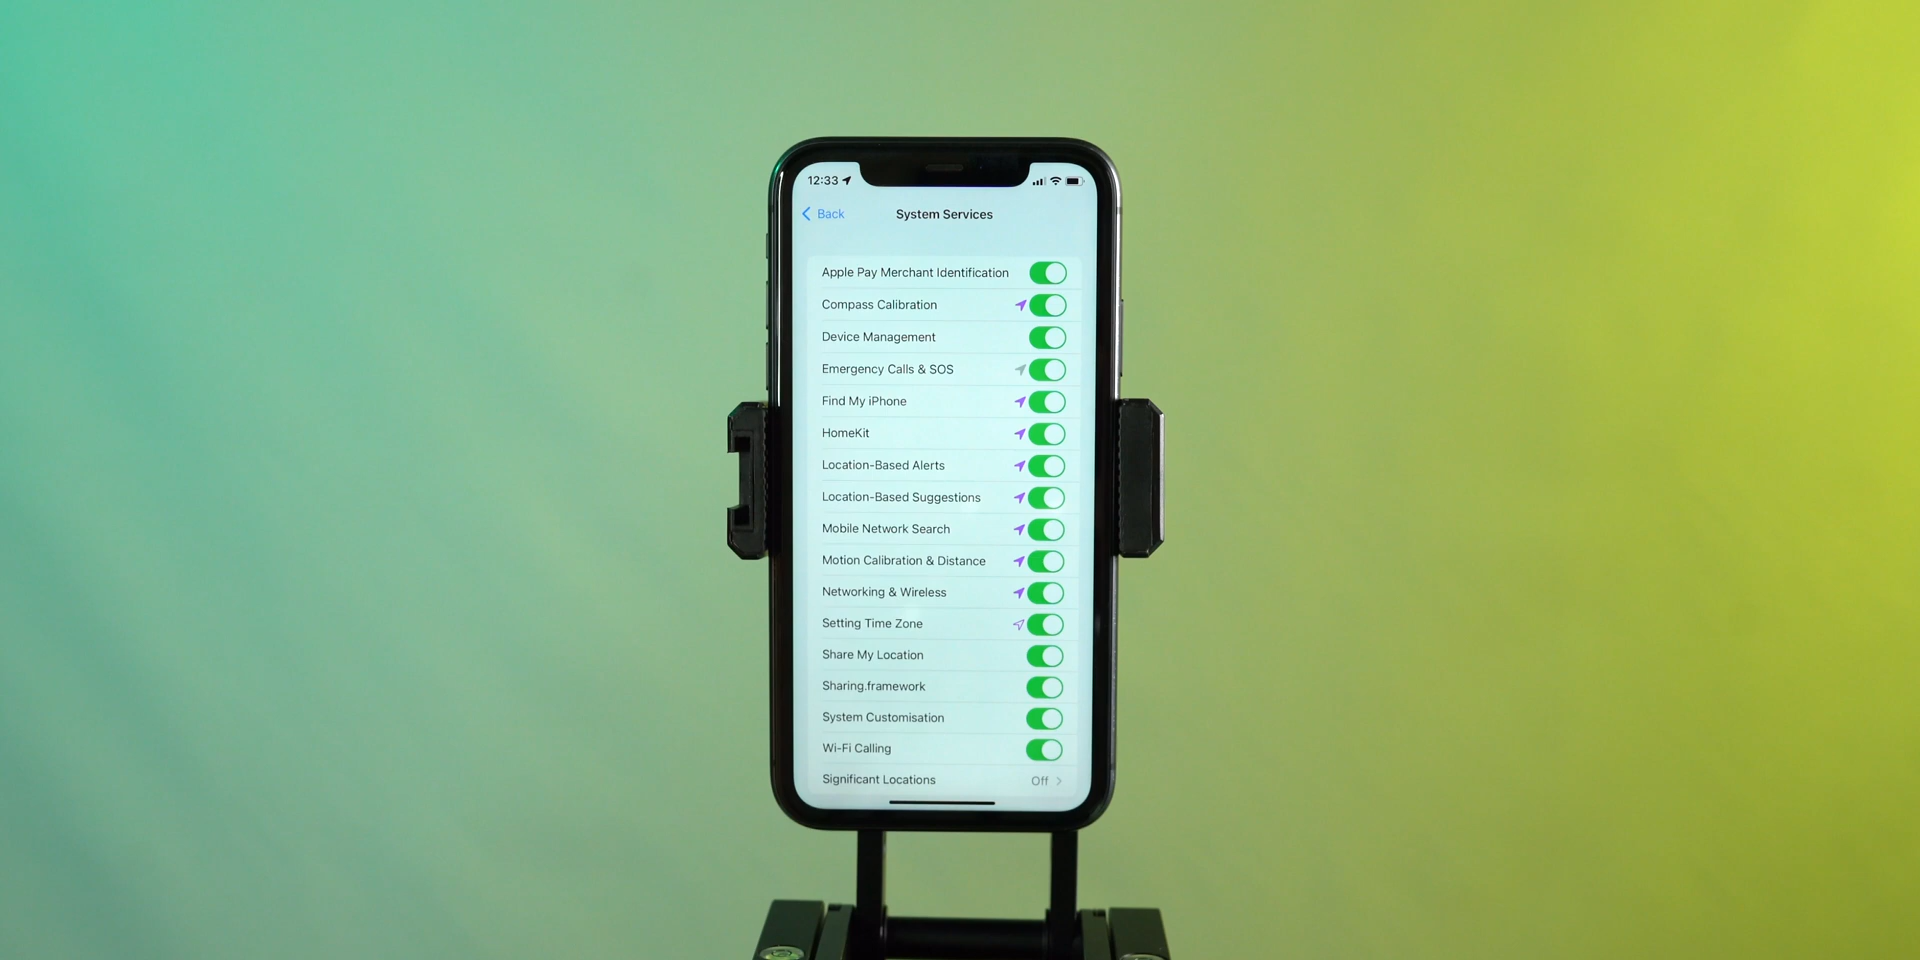 12:33
Back
System Services
Apple Pay Merchant Identification
Compass Calibration
Device Management
Emergency Calls & SOS
Find My iPhone
HomeKit
Location-Based Alerts
Location-Based Suggestions
Mobile Network Search
Motion Calibration & Distance
Networking & Wireless
Setting Time Zone
Share My Location
Sharing.framework
System Customisation
Wi-Fi Calling
Significant Locations Off